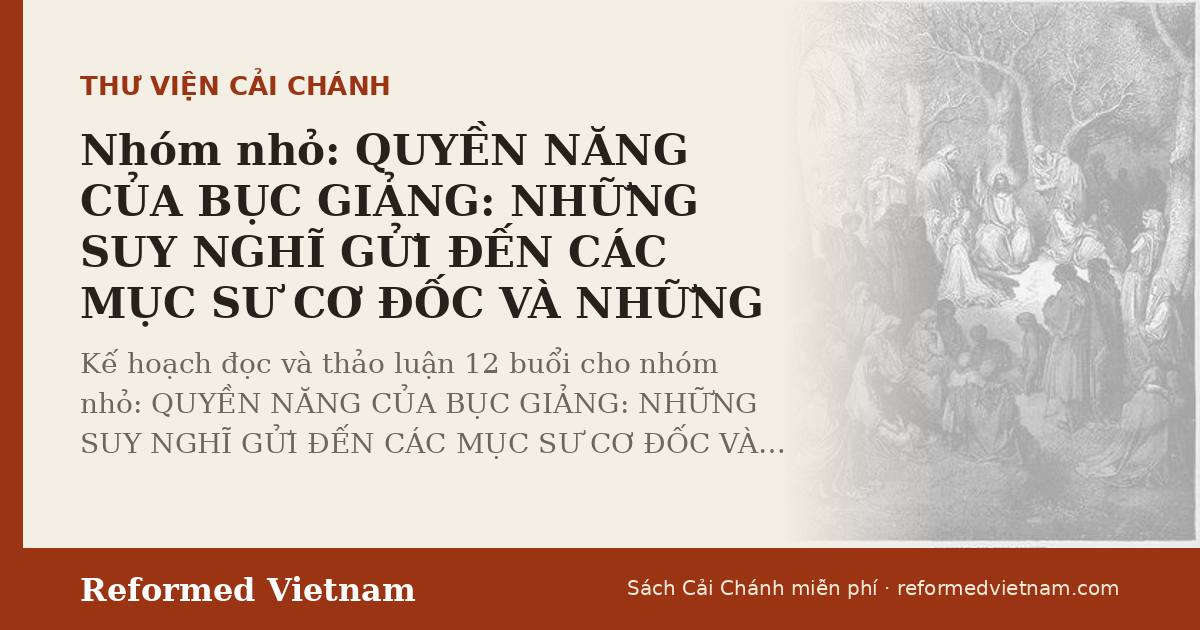 THƯ VIỆN CẢI CHÁNH
Nhóm nhỏ: QUYỀN NĂNG
CỦA BỤC GIẢNG: NHỮNG
SUY NGHĨ GỬI ĐẾN CÁC
MỤC SƯ CƠ ĐỐC VÀ NHỮNG
Kế hoạch đọc và thảo luận 12 buổi cho nhóm
nhỏ: QUYỀN NĂNG CỦA BỤC GIẢNG: NHỮNG
SUY NGHĨ GỬI ĐẾN CÁC MỤC SƯ CƠ ĐỐC VÀ...
Reformed Vietnam
Sách Cải Chánh miễn phí · reformedvietnam.com